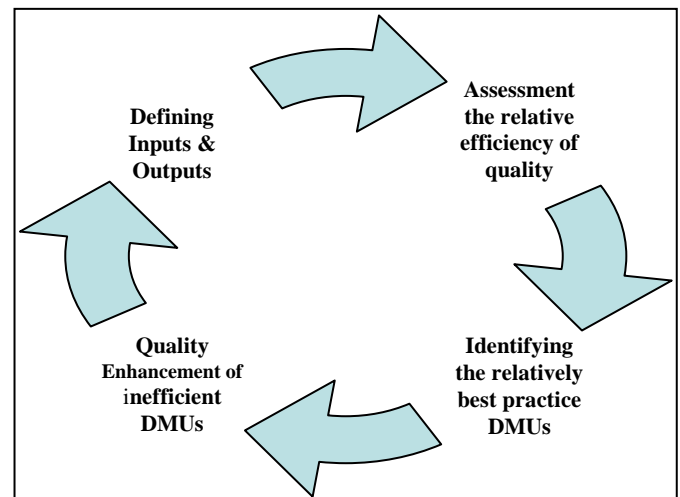 Defining
Inputs &
Outputs
Assessment
the relative
efficiency of
quality
Identifying
the relatively
best practice
DMUs
Quality
Enhancement of
inefficient
DMUs